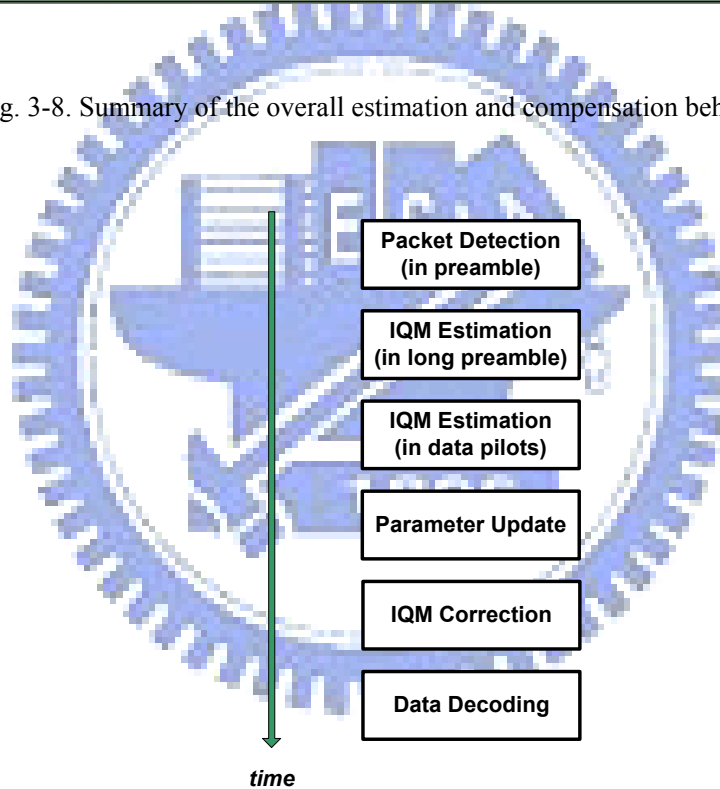 g. 3-8. Summary of the overall estimation and compensation beh
Packet Detection
(in preamble)
IQM Estimation
(in long preamble)
IQM Estimation
(in data pilots)
Parameter Update
IQM Correction
Data Decoding
time